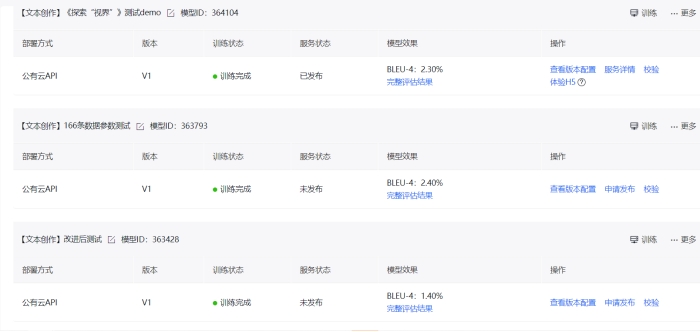 【文本创作】《探索“视界”》测试demo 模型ID：364104 训练 ··· 更多
部署方式 版本 训练状态 服务状态 模型效果 操作
公有云API V1 训练完成 已发布 BLEU-4：2.30% 查看版本配置 服务详情 校验
完整评估结果 体验H5
【文本创作】166条数据参数测试 模型ID：363793 训练 ··· 更多
部署方式 版本 训练状态 服务状态 模型效果 操作
公有云API V1 训练完成 未发布 BLEU-4：2.40% 查看版本配置 申请发布 校验
完整评估结果
【文本创作】改进后测试 模型ID：363428 训练 ··· 更多
部署方式 版本 训练状态 服务状态 模型效果 操作
公有云API V1 训练完成 未发布 BLEU-4：1.40% 查看版本配置 申请发布 校验
完整评估结果